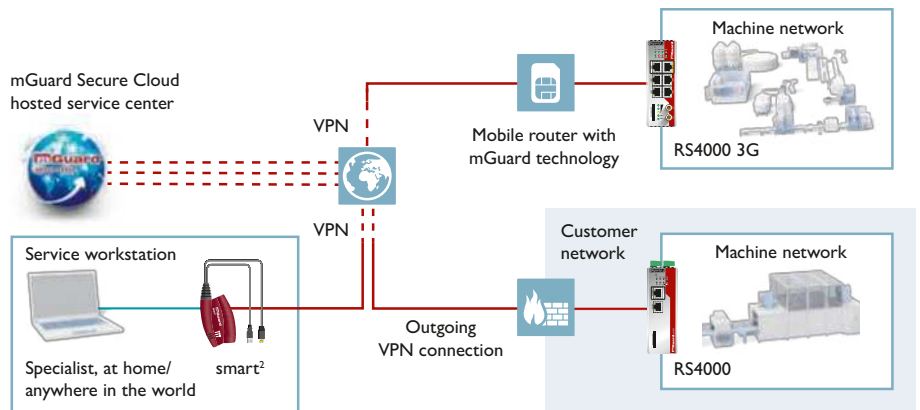 mGuard Secure Cloud
hosted service center
mGuard
VPN
Mobile router with
mGuard technology
Machine network
RS4000 3G
VPN
Service workstation
Specialist, at home/
anywhere in the world
smart²
Outgoing
VPN connection
Customer
network
Machine network
RS4000